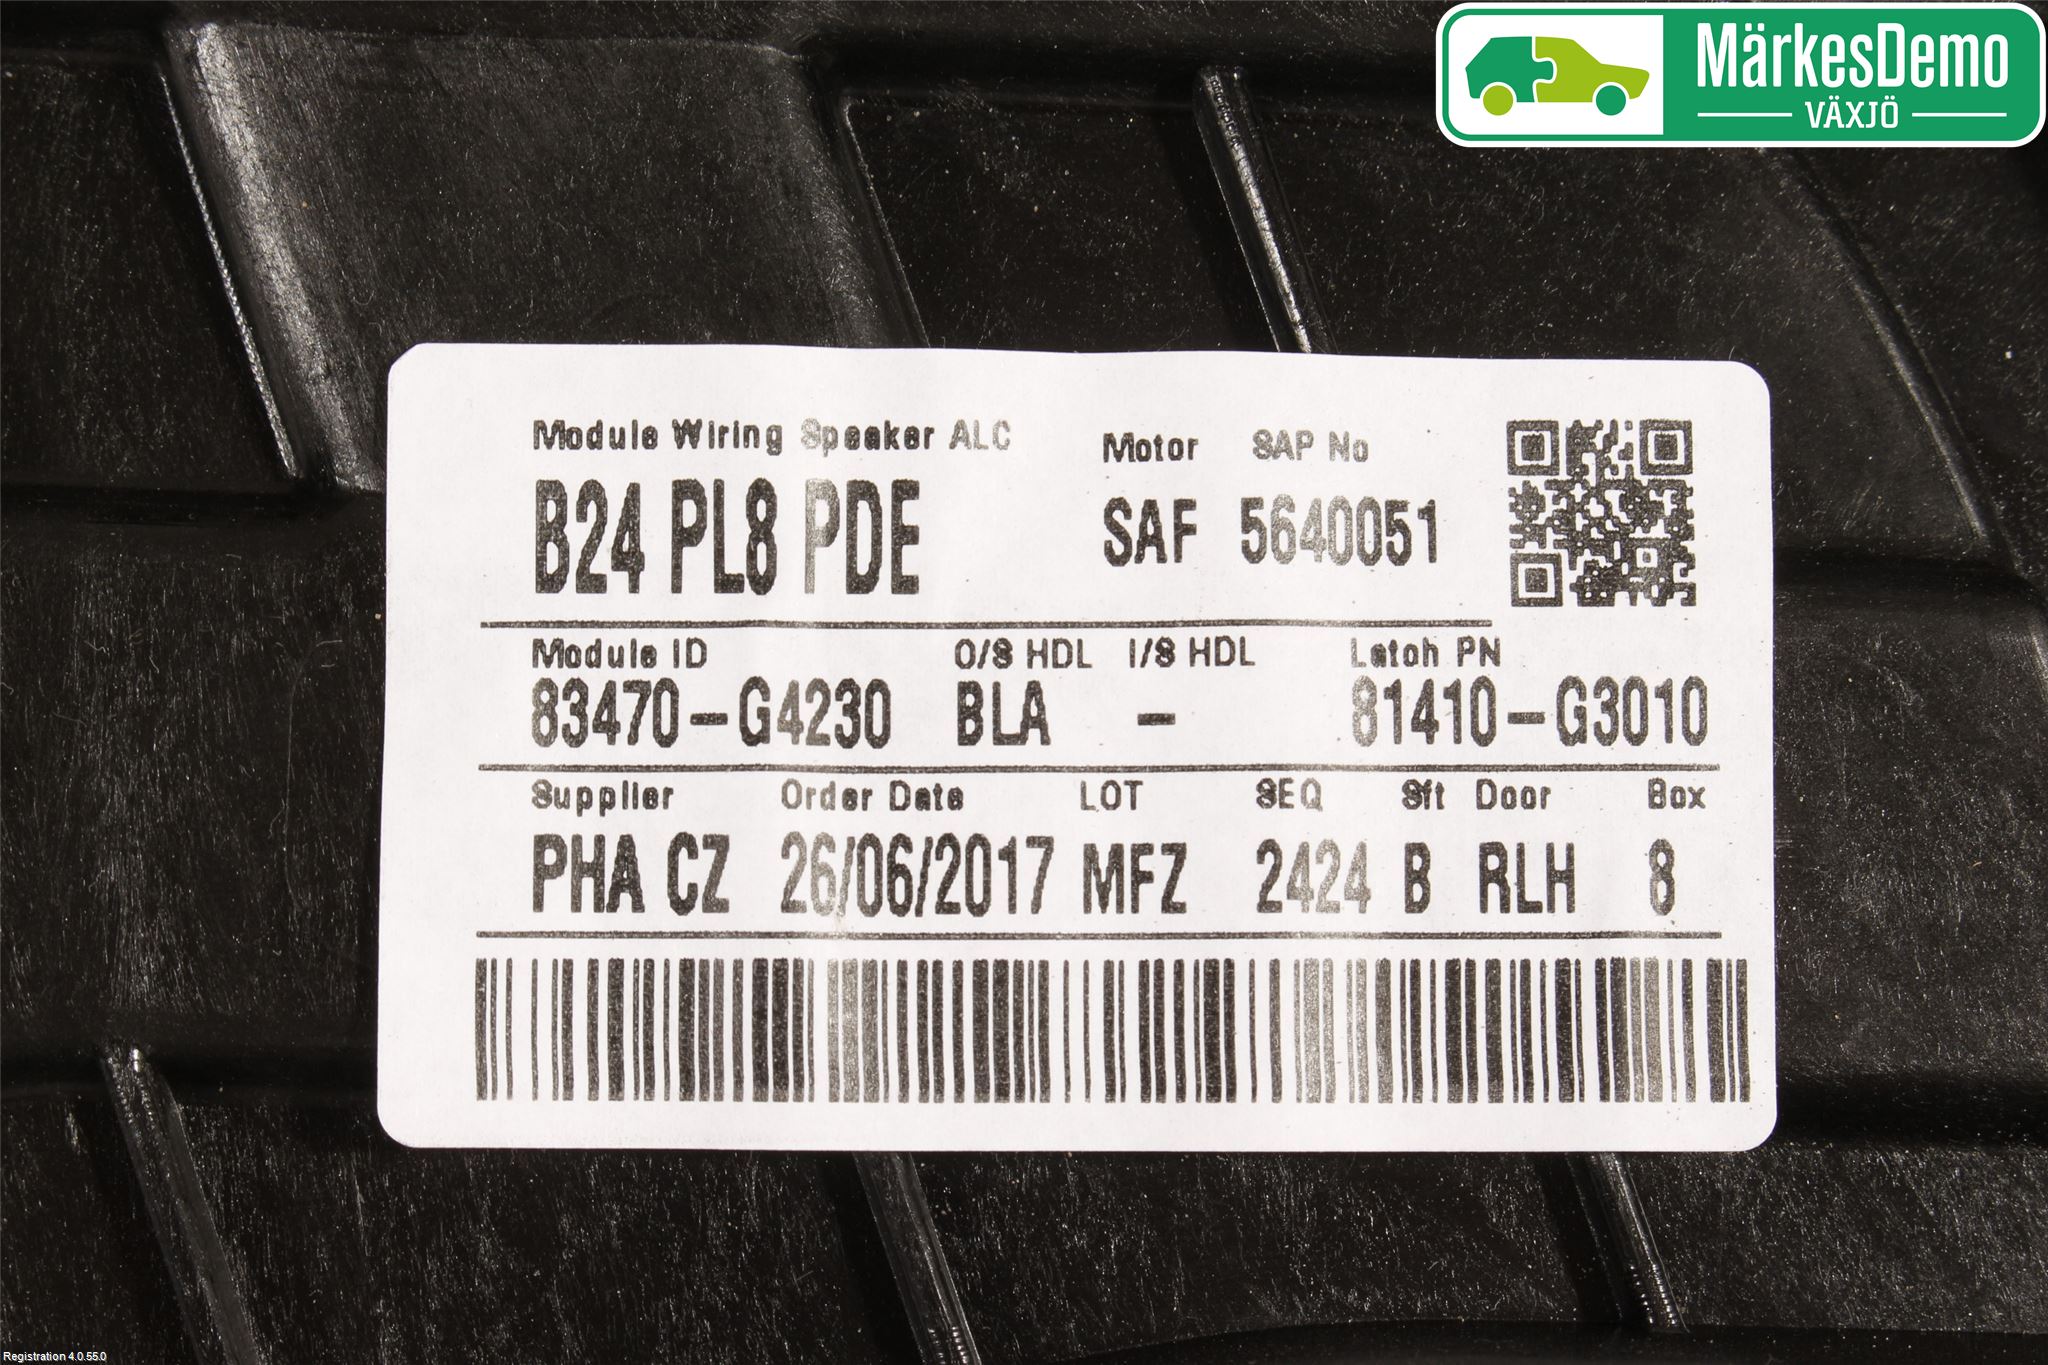 MärkesDemo
VÄXJÖ
Module Wiring Speaker ALC Motor SAP No
B24 PL8 PDE SAF 5640051
Module ID O/S HDL I/S HDL Latch PN
83470-G4230 BLA - 81410-G3010
Supplier Order Date LOT SEQ Sft Door Box
PHA CZ 26/06/2017 MFZ 2424 B RLH 8
Registration 4.0.55.0